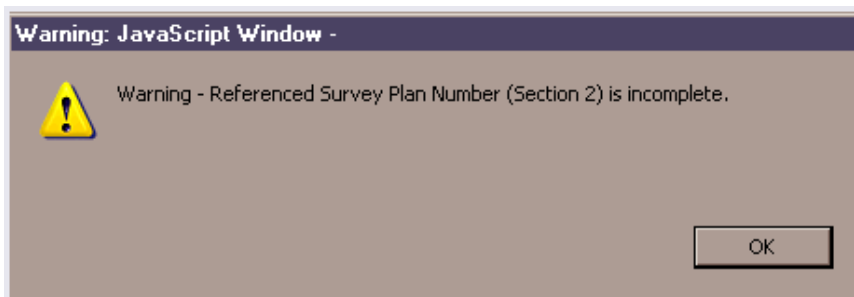 Warning: JavaScript Window -
Warning - Referenced Survey Plan Number (Section 2) is incomplete.
OK